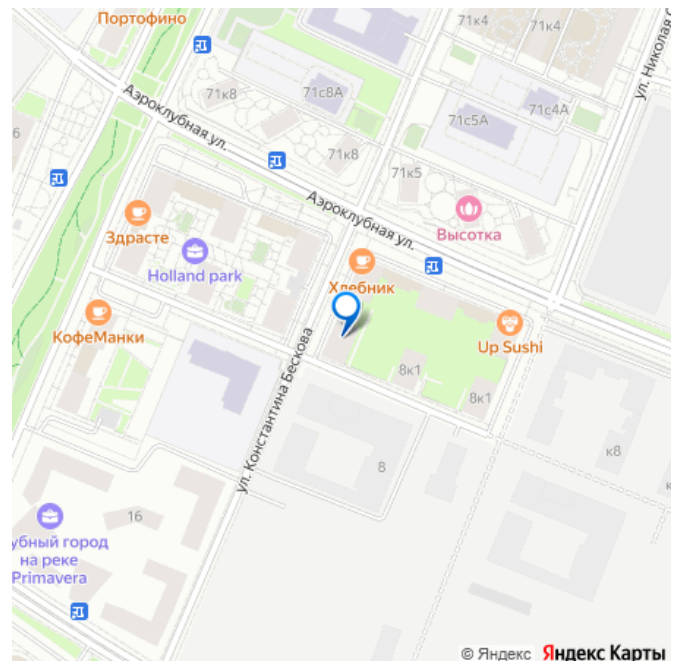 Портофино
71к4
71к4
ул. Николая С
71к8
71с8А
Аэроклубная ул.
71с4А
71с5А
6
71к8
71к5
Аэроклубная ул.
Высотка
Здрасте
Holland park
Хлебник
КофеМанки
Up Sushi
ул. Константина Бескова
8к1
8к1
8
к8
к
16
убный город
на реке
Primavera
© Яндекс Яндекс Карты